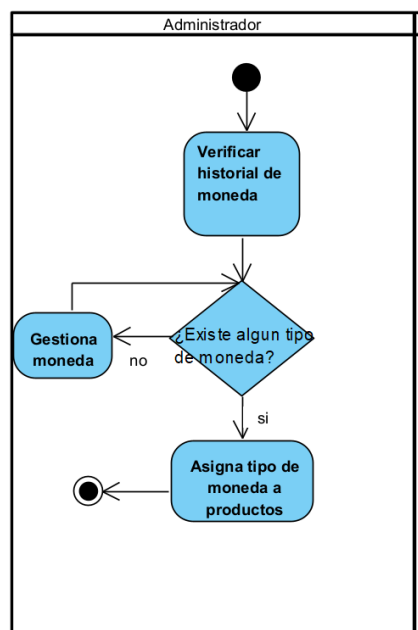 Administrador
Verificar
historial de
moneda
¿Existe algun tipo
de moneda?
Gestiona
moneda
no
si
Asigna tipo de
moneda a
productos